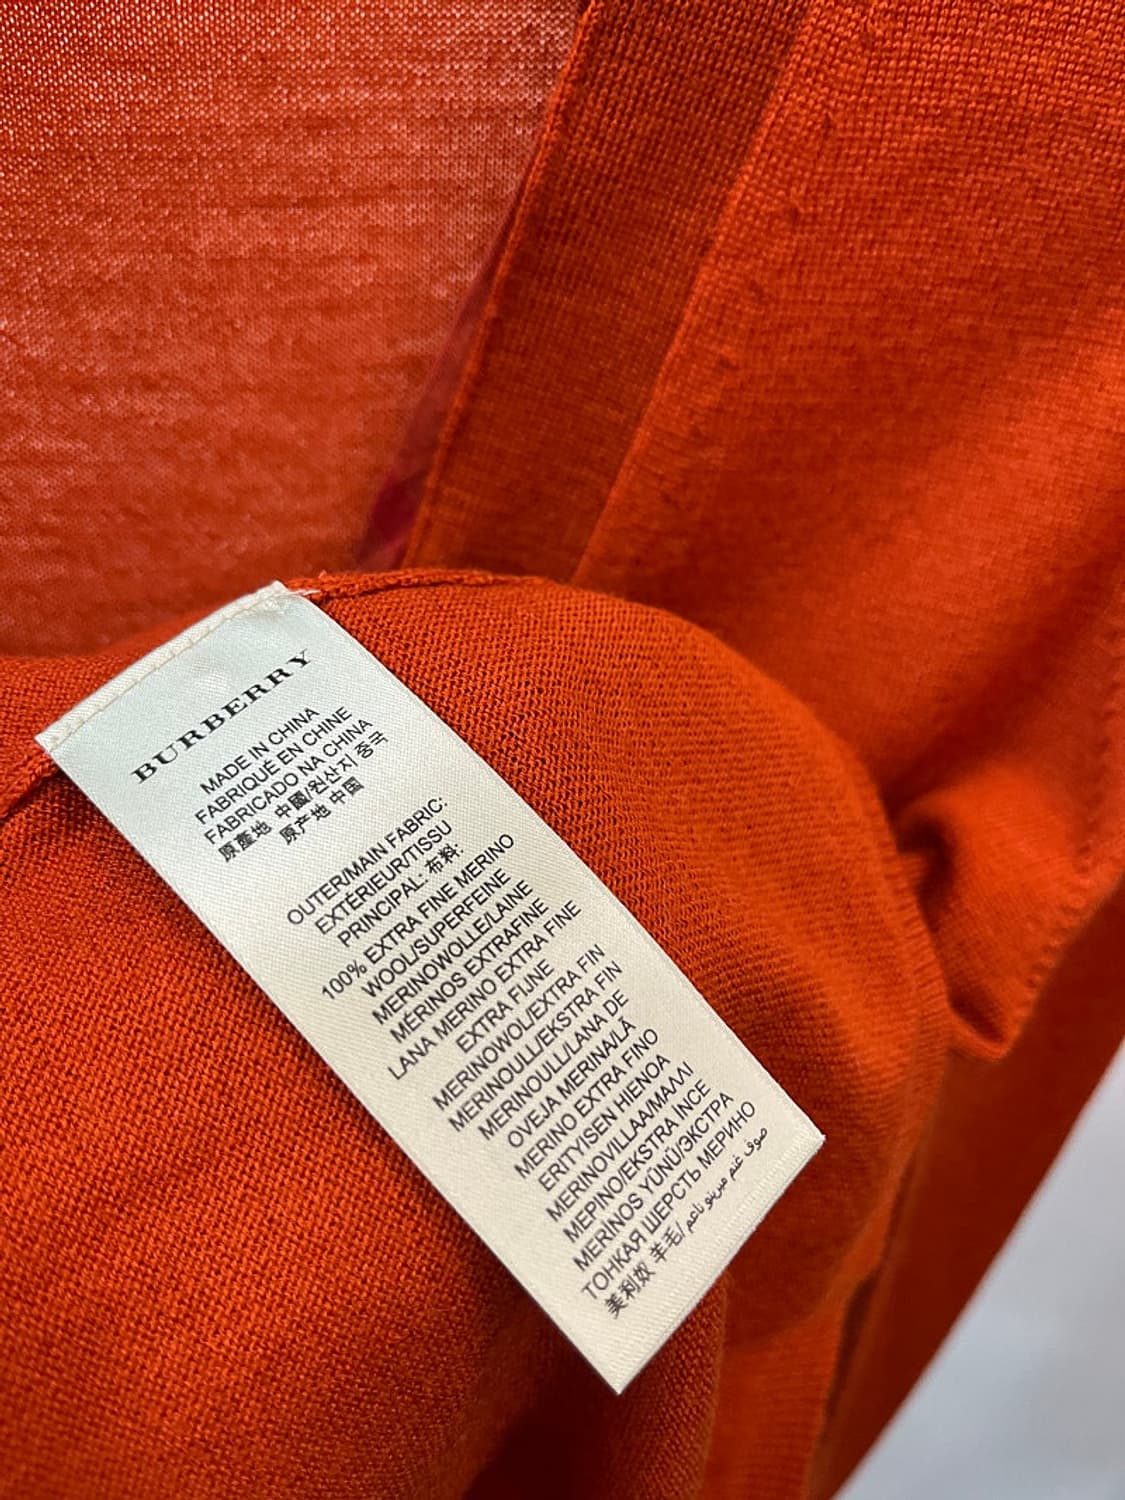 BURBERRY
MADE IN CHINA
FABRIQUÉ EN CHINE
FABRICADO NA CHINA
原產地 中國/원산지 중국
原产地 中国
OUTER/MAIN FABRIC:
EXTÉRIEUR/TISSU
PRINCIPAL: 布料:
100% EXTRA FINE MERINO
WOOL/SUPERFEINE
MERINOWOLLE/LAINE
MERINOS EXTRAFINE
LANA MERINO EXTRA FINE
EXTRA FIJNE
MERINOWOL/EXTRA FIN
MERINOULL/EKSTRA FIN
MERINOULL/LANA DE
OVEJA MERINA/LÃ
MERINO EXTRA FINO
ERITYISEN HIENOA
MERINOVILLAA/ΜΑΛΛΙ
ΜΕΡΙΝΟ/EKSTRA İNCE
MERİNOS YÜNÜ/ЭКСТРА
ТОНКАЯ ШЕРСТЬ МЕРИНО
美利奴 羊毛/ صوف غنم میرینو ناعم